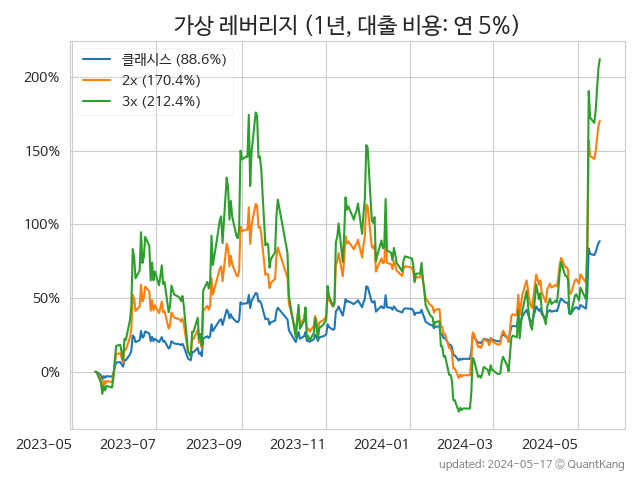 가상 레버리지 (1년, 대출 비용: 연 5%)
클래시스 (88.6%)
2x (170.4%)
3x (212.4%)
200%
150%
100%
50%
0%
2023-05 2023-07 2023-09 2023-11 2024-01 2024-03 2024-05
updated: 2024-05-17 © QuantKang